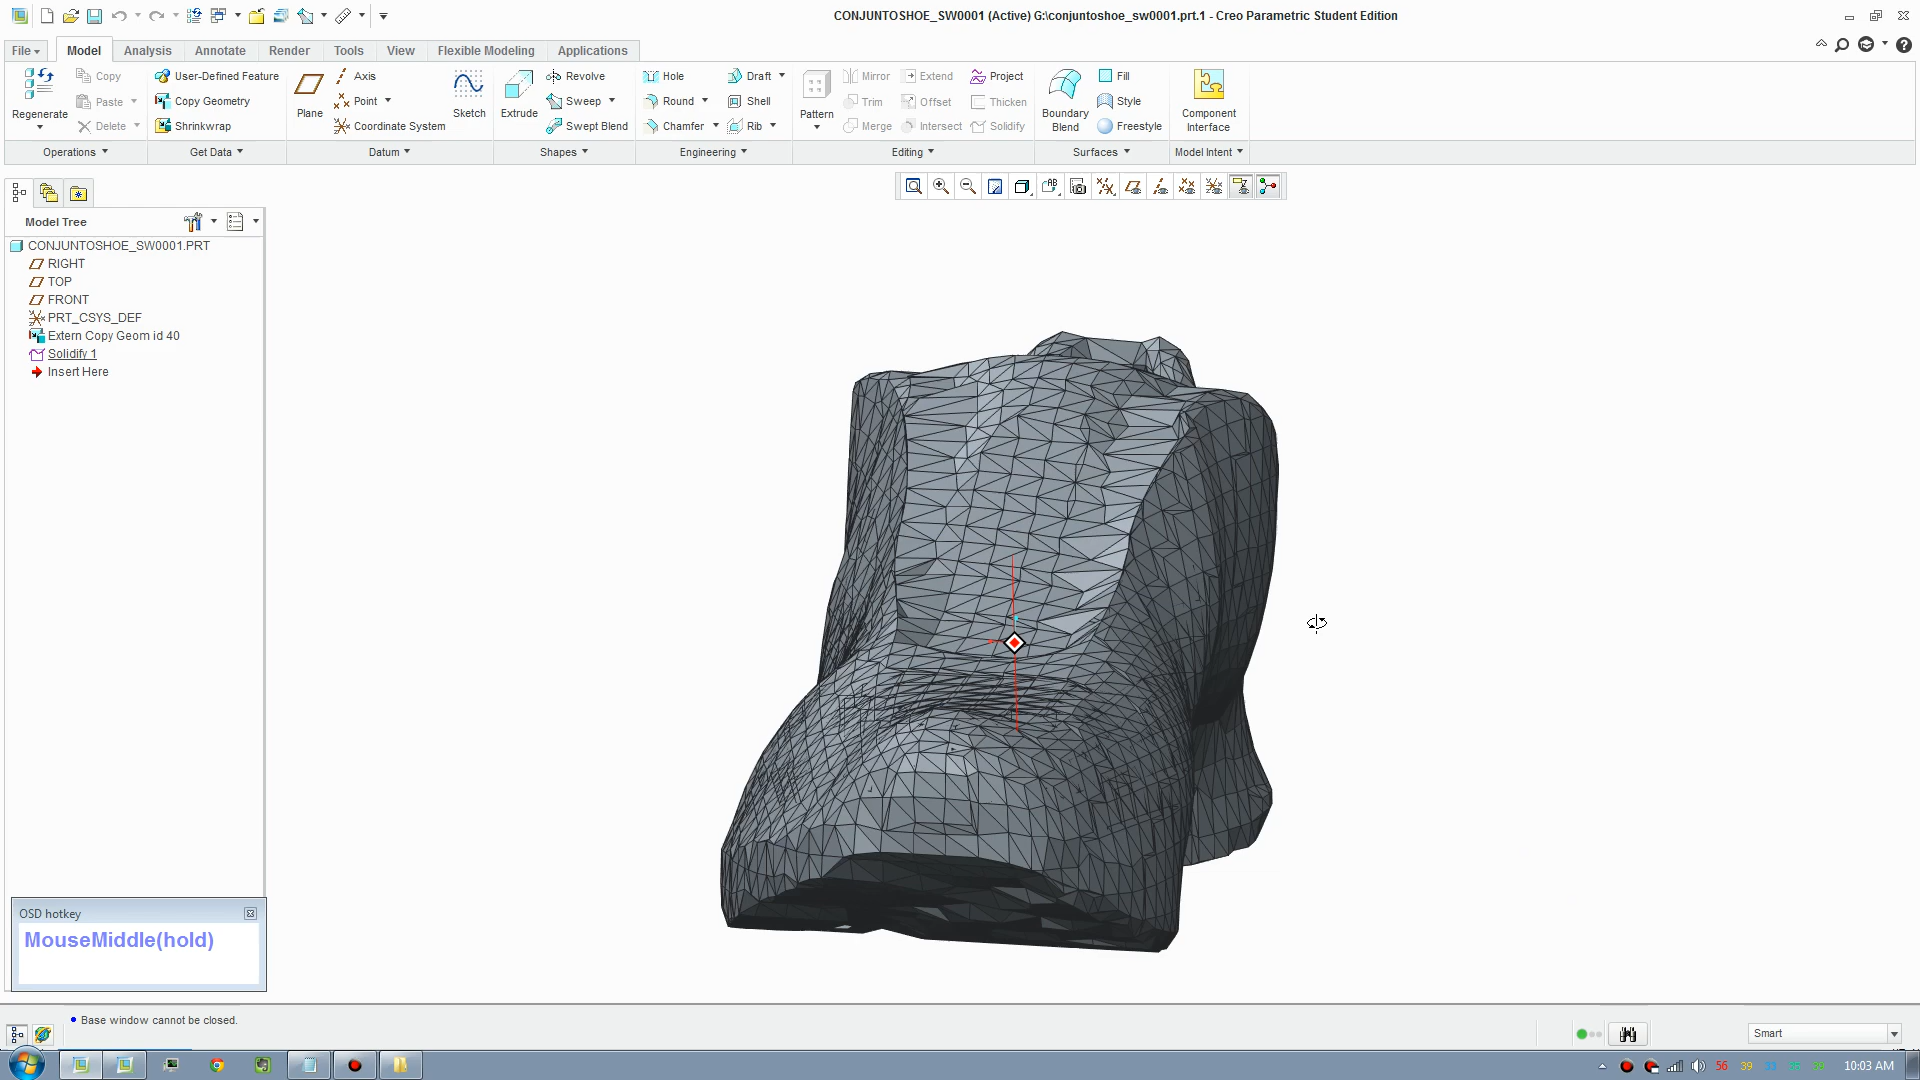 CONJUNTOSHOE_SW0001 (Active) G:\conjuntoshoe_sw0001.prt.1 - Creo Parametric Student Edition
File Model Analysis Annotate Render Tools View Flexible Modeling Applications
Regenerate
Copy
Paste
Delete
Operations
User-Defined Feature
Copy Geometry
Shrinkwrap
Get Data
Plane
Axis
Point
Coordinate System
Sketch
Datum
Extrude
Revolve
Sweep
Swept Blend
Shapes
Hole
Round
Chamfer
Draft
Shell
Rib
Engineering
Pattern
Mirror
Trim
Merge
Extend
Offset
Intersect
Project
Thicken
Solidify
Editing
Boundary
Blend
Fill
Style
Freestyle
Surfaces
Component
Interface
Model Intent
Model Tree
CONJUNTOSHOE_SW0001.PRT
RIGHT
TOP
FRONT
PRT_CSYS_DEF
Extern Copy Geom id 40
Solidify 1
Insert Here
OSD hotkey
MouseMiddle(hold)
Base window cannot be closed.
Smart
56 39
10:03 AM